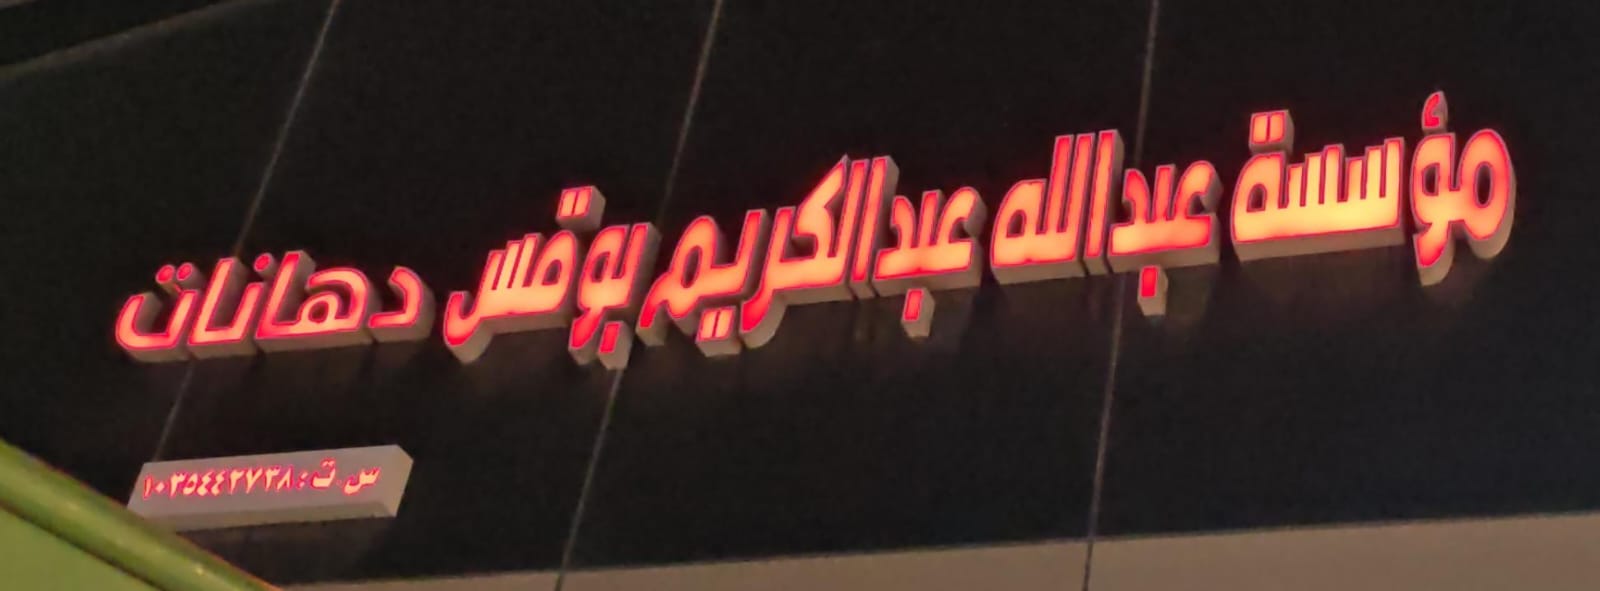 مؤسسة عبدالله عبدالكريم بوقس دهانات
س.ت: ١٠٣٥٤٤٢٧٣٨